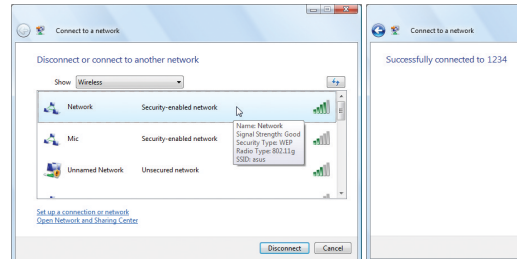 Connect to a network
Disconnect or connect to another network
Show Wireless
Network Security-enabled network
Mic Security-enabled network
Unnamed Network Unsecured network
Name: Network
Signal Strength: Good
Security Type: WEP
Radio Type: 802.11g
SSID: asus
Set up a connection or network
Open Network and Sharing Center
Disconnect Cancel
Connect to a network
Successfully connected to 1234